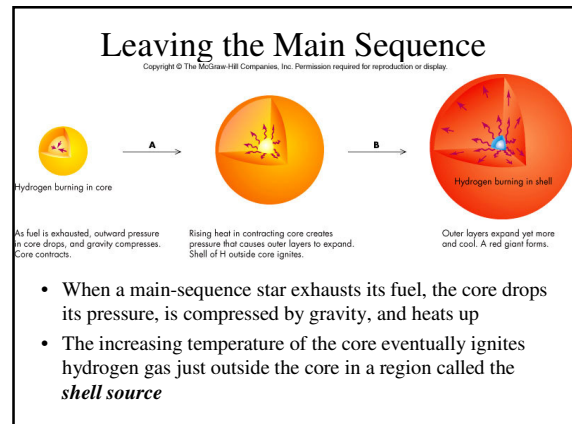 Leaving the Main Sequence
Copyright © The McGraw-Hill Companies, Inc. Permission required for reproduction or display.
A
B
Hydrogen burning in core
Hydrogen burning in shell
As fuel is exhausted, outward pressure
in core drops, and gravity compresses.
Core contracts.
Rising heat in contracting core creates
pressure that causes outer layers to expand.
Shell of H outside core ignites.
Outer layers expand yet more
and cool. A red giant forms.
• When a main-sequence star exhausts its fuel, the core drops
its pressure, is compressed by gravity, and heats up
• The increasing temperature of the core eventually ignites
hydrogen gas just outside the core in a region called the
shell source